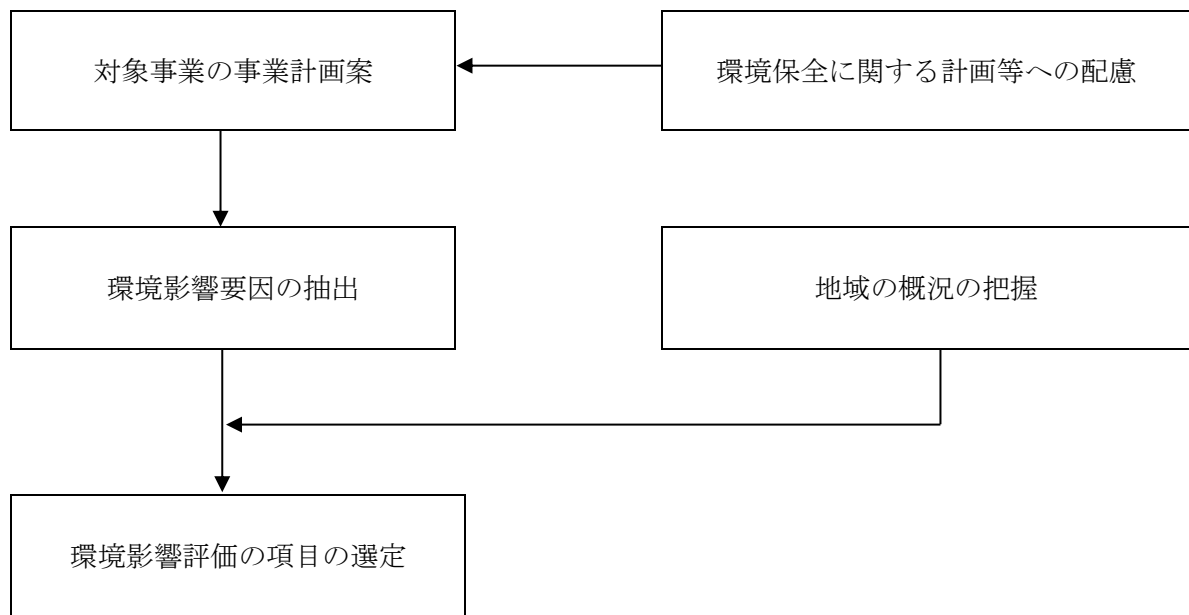 対象事業の事業計画案
環境保全に関する計画等への配慮
環境影響要因の抽出
地域の概況の把握
環境影響評価の項目の選定